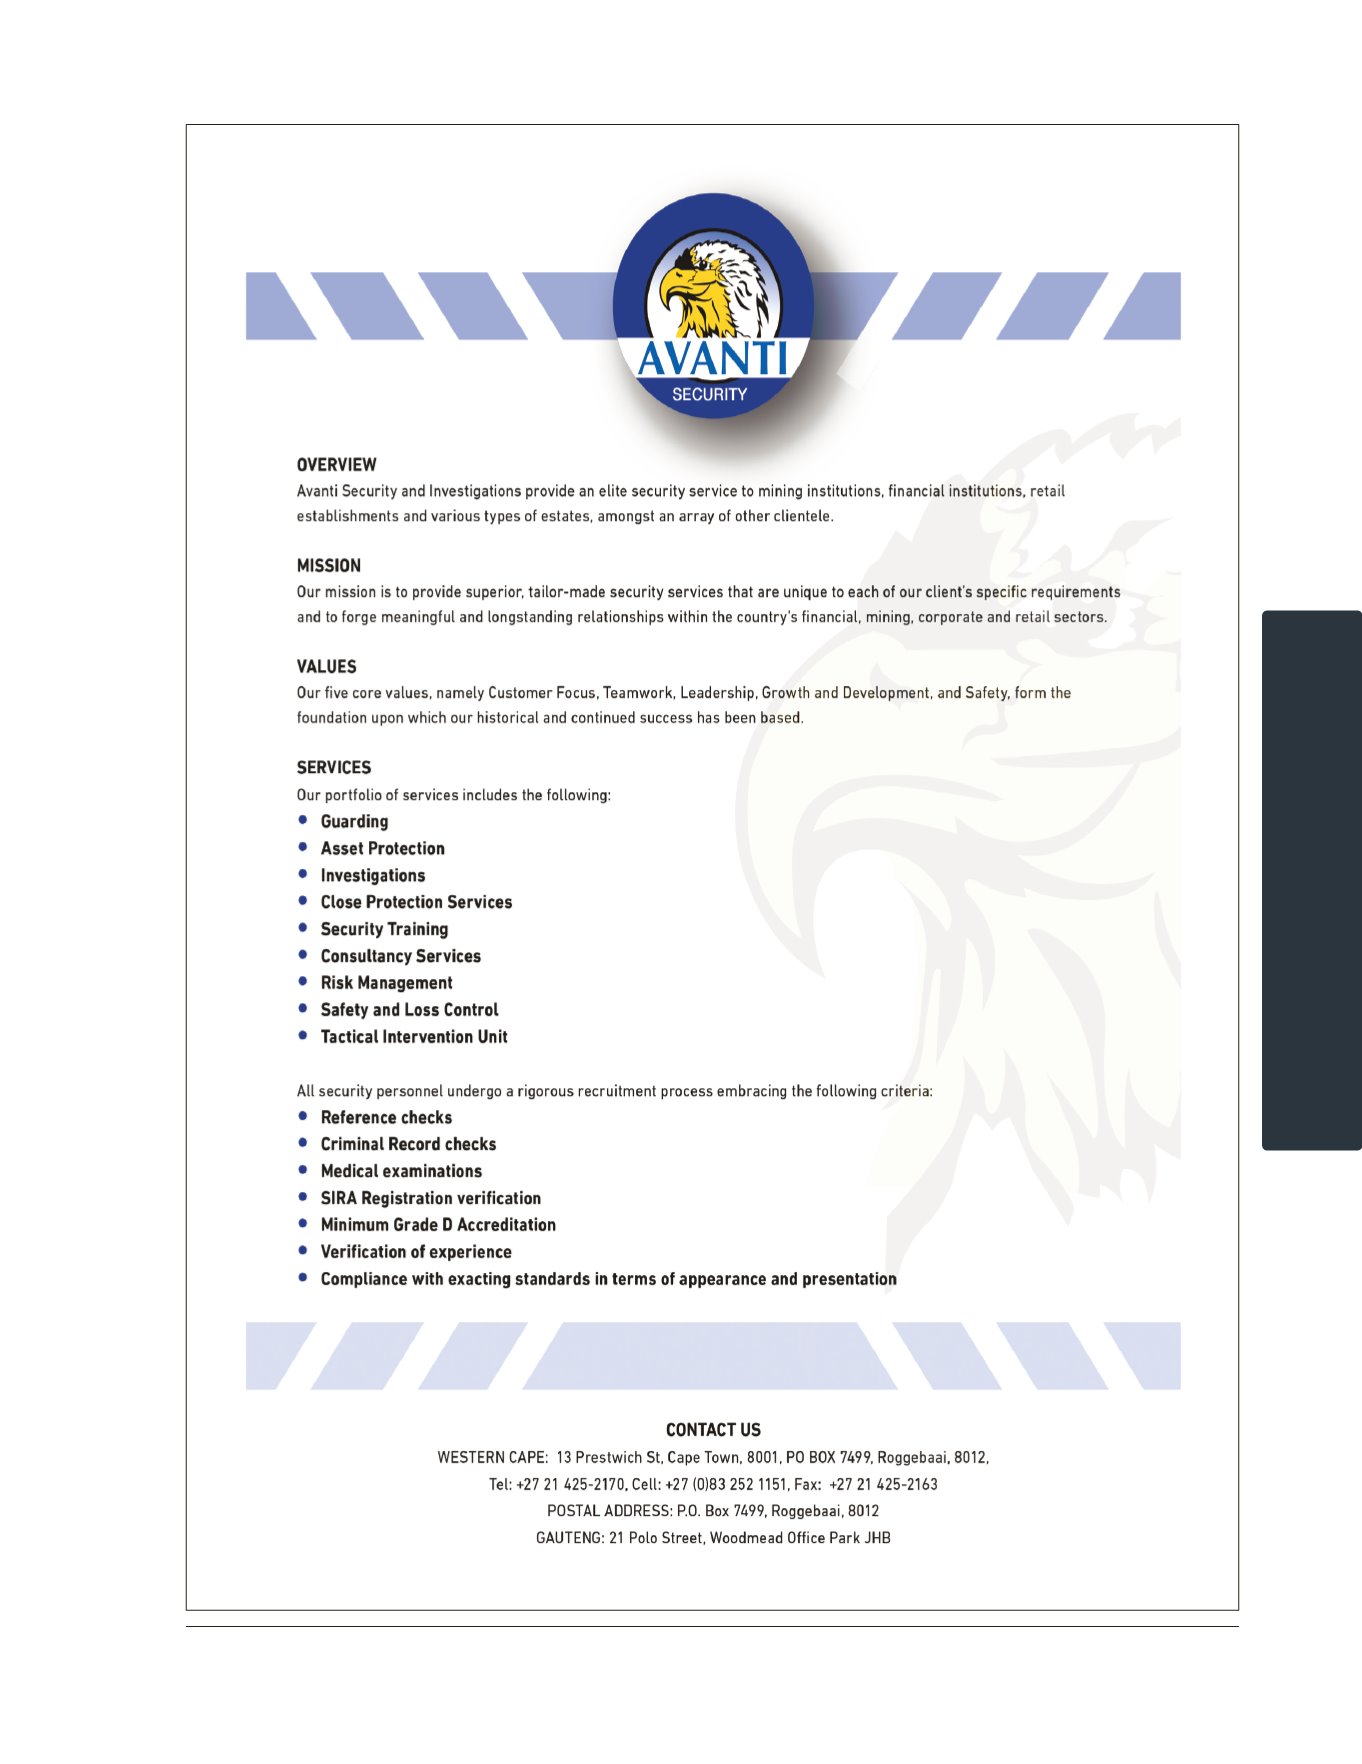 AVANTI
SECURITY
OVERVIEW
Avanti Security and Investigations provide an elite security service to mining institutions, financial institutions, retail
establishments and various types of estates, amongst an array of other clientele.
MISSION
Our mission is to provide superior, tailor-made security services that are unique to each of our client's specific requirements
and to forge meaningful and longstanding relationships within the country's financial, mining, corporate and retail sectors.
VALUES
Our five core values, namely Customer Focus, Teamwork, Leadership, Growth and Development, and Safety, form the
foundation upon which our historical and continued success has been based.
SERVICES
Our portfolio of services includes the following:
• Guarding
• Asset Protection
• Investigations
• Close Protection Services
• Security Training
• Consultancy Services
• Risk Management
• Safety and Loss Control
• Tactical Intervention Unit
All security personnel undergo a rigorous recruitment process embracing the following criteria:
• Reference checks
• Criminal Record checks
• Medical examinations
• SIRA Registration verification
• Minimum Grade D Accreditation
• Verification of experience
• Compliance with exacting standards in terms of appearance and presentation
CONTACT US
WESTERN CAPE: 13 Prestwich St, Cape Town, 8001, PO BOX 7499, Roggebaai, 8012,
Tel: +27 21 425-2170, Cell: +27 (0)83 252 1151, Fax: +27 21 425-2163
POSTAL ADDRESS: P.O. Box 7499, Roggebaai, 8012
GAUTENG: 21 Polo Street, Woodmead Office Park JHB